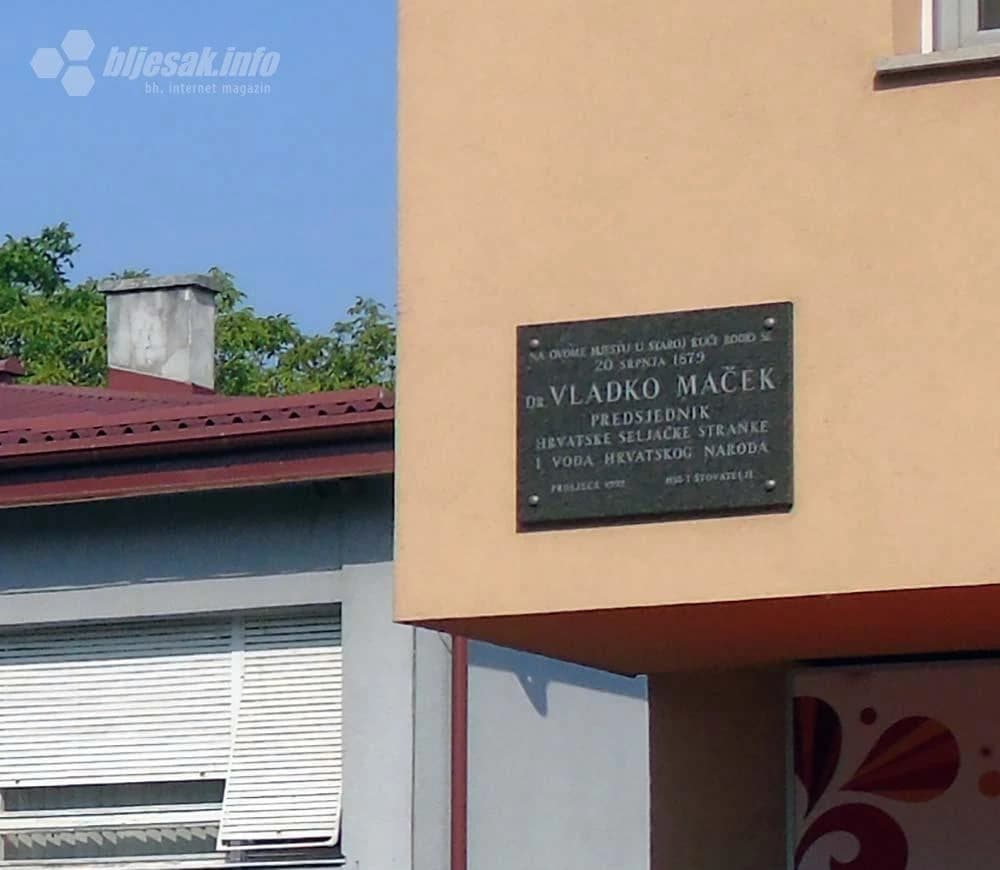 bljesak.info
bh. internet magazin
NA OVOME MJESTU U STAROJ KUĆI RODIO SE
20 SRPNJA 1879
DR. VLADKO MAČEK
PREDSJEDNIK
HRVATSKE SELJAČKE STRANKE
I VOĐA HRVATSKOG NARODA
HSS I ŠTOVATELJI